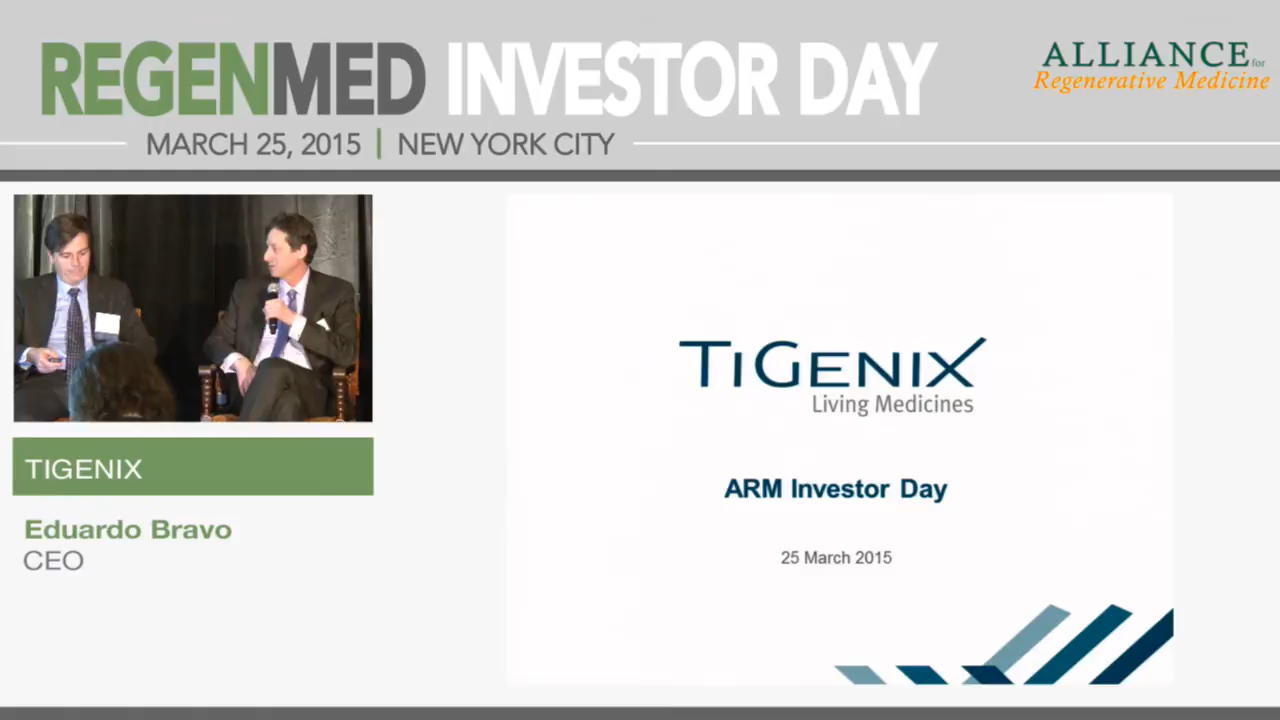 REGENMED INVESTOR DAY
ALLIANCE for
Regenerative Medicine
MARCH 25, 2015 | NEW YORK CITY
TIGENIX
Eduardo Bravo
CEO
TIGENIX
Living Medicines
ARM Investor Day
25 March 2015